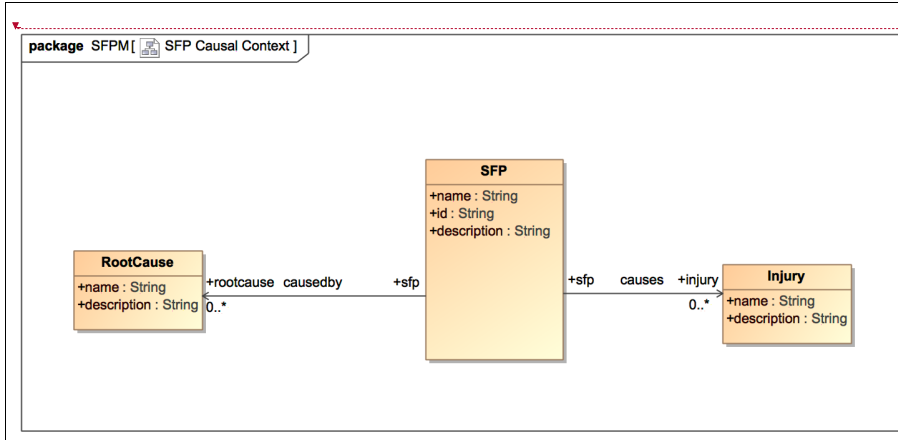 package SFPM[ SFP Causal Context ]
SFP
+name : String
+id : String
+description : String
RootCause
+name : String
+description : String
+rootcause causedby +sfp
0..*
+sfp causes +injury
0..*
Injury
+name : String
+description : String